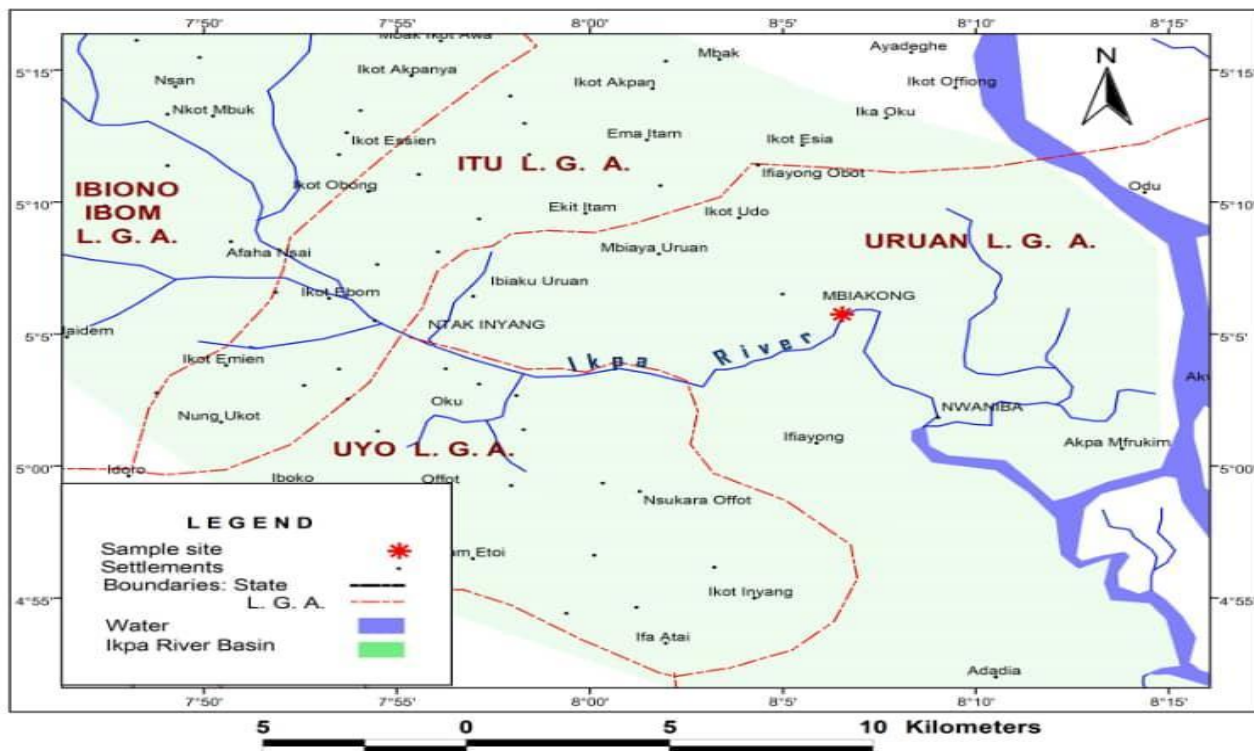 7°50' 7°55' 8°00' 8°5' 8°10' 8°15'
Mbak Ikot Awa
Mbak
Ayadeghe
N
5°15' 5°15'
Ikot Akpanya
Nsan
Ikot Akpan
Ikot Offiong
Nkot Mbuk
Ika Oku
Ikot Essien
Ema Itam
Ikot Esia
ITU L. G. A.
Ifiayong Obot
IBIONO
IBOM
L. G. A.
Ikot Obong
Odu
5°10' 5°10'
Ekit Itam
Ikot Udo
Afaha Nsai
Mbiaya Uruan
URUAN L. G. A.
Ikot Ebom
Ibiaku Uruan
MBIAKONG
NTAK INYANG
5°5' 5°5'
Ikpa River
Ikot Emien
Oku
NWANIBA
Nung Ukot
UYO L. G. A.
Ifiayong
Akpa Mfrukim
5°00' 5°00'
Idoro
Iboko
Offot
Nsukara Offot
LEGEND
Sample site
Settlements
Boundaries: State
L. G. A.
Water
Ikpa River Basin
Etoi
4°55' 4°55'
Ikot Inyang
Ifa Atai
Adadia
7°50' 7°55' 8°00' 8°5' 8°10' 8°15'
5 0 5 10 Kilometers